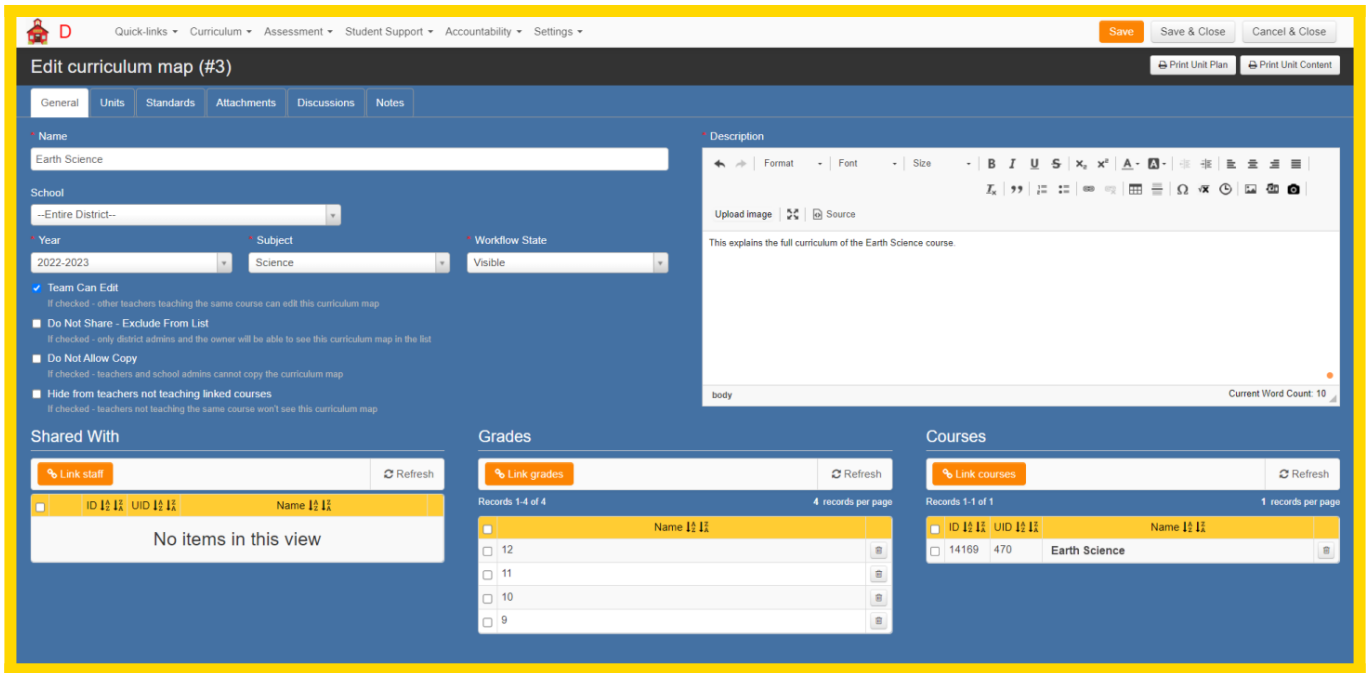 D Quick-links Curriculum Assessment Student Support Accountability Settings Save Save & Close Cancel & Close
Edit curriculum map (#3) Print Unit Plan Print Unit Content
General Units Standards Attachments Discussions Notes
* Name
Earth Science
School
--Entire District--
* Year * Subject * Workflow State
2022-2023 Science Visible
Team Can Edit
If checked - other teachers teaching the same course can edit this curriculum map
Do Not Share - Exclude From List
If checked - only district admins and the owner will be able to see this curriculum map in the list
Do Not Allow Copy
If checked - teachers and school admins cannot copy the curriculum map
Hide from teachers not teaching linked courses
If checked - teachers not teaching the same course won't see this curriculum map
* Description
Format Font Size B I U S x₂ x² A A
Ix Ω
Upload image Source
This explains the full curriculum of the Earth Science course.
body Current Word Count: 10
Shared With
Link staff Refresh
ID UID Name
No items in this view
Grades
Link grades Refresh
Records 1-4 of 4 4 records per page
Name
12
11
10
9
Courses
Link courses Refresh
Records 1-1 of 1 1 records per page
ID UID Name
14169 470 Earth Science